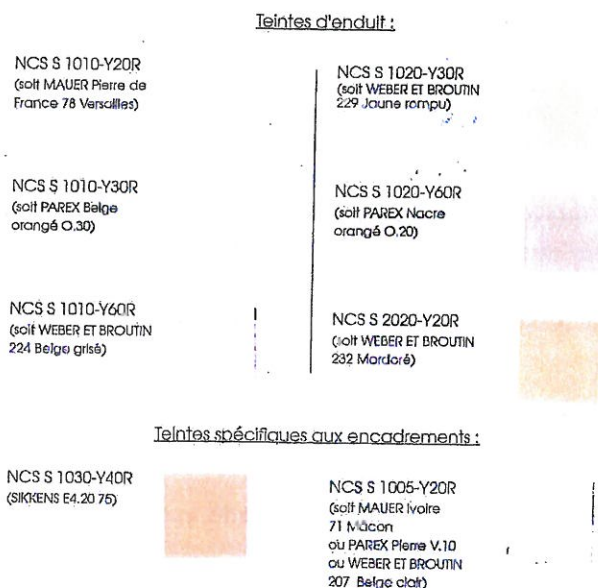 Teintes d'enduit :
NCS S 1010-Y20R
(soit MAUER Pierre de
France 78 Versailles)
NCS S 1010-Y30R
(soit PAREX Beige
orangé O.30)
NCS S 1010-Y60R
(soit WEBER ET BROUTIN
224 Beige grisé)
NCS S 1020-Y30R
(soit WEBER ET BROUTIN
229 Jaune rompu)
NCS S 1020-Y60R
(soit PAREX Nacre
orangé O.20)
NCS S 2020-Y20R
(soit WEBER ET BROUTIN
232 Mordoré)
Teintes spécifiques aux encadrements :
NCS S 1030-Y40R
(SIKKENS E4.20 75)
NCS S 1005-Y20R
(soit MAUER Ivoire
71 Mâcon
ou PAREX Pierre V.10
ou WEBER ET BROUTIN
207 Beige clair)